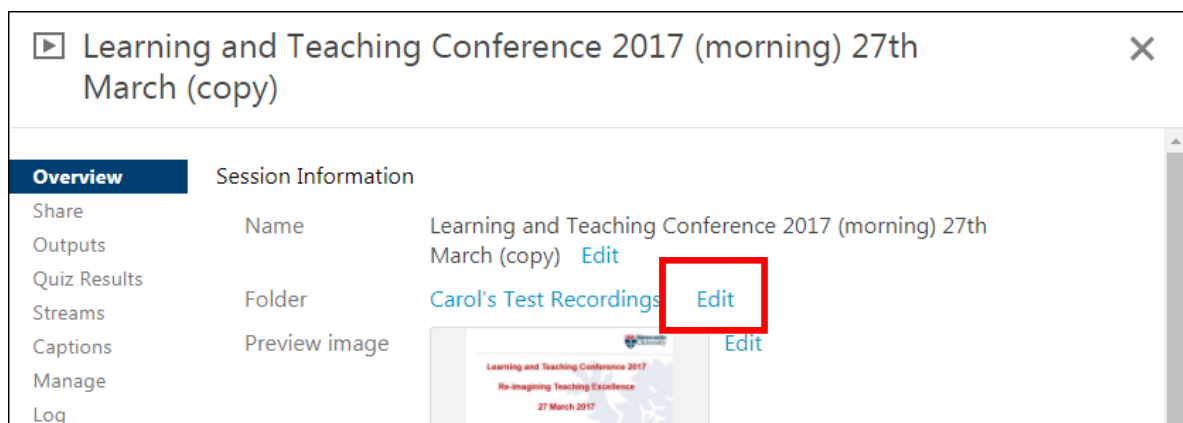 Learning and Teaching Conference 2017 (morning) 27th
March (copy)
Overview
Share
Outputs
Quiz Results
Streams
Captions
Manage
Log
Session Information
Name
Learning and Teaching Conference 2017 (morning) 27th
March (copy) Edit
Folder
Carol's Test Recordings Edit
Preview image
Edit
Newcastle
University
Learning and Teaching Conference 2017
Re-imagining Teaching Excellence
27 March 2017